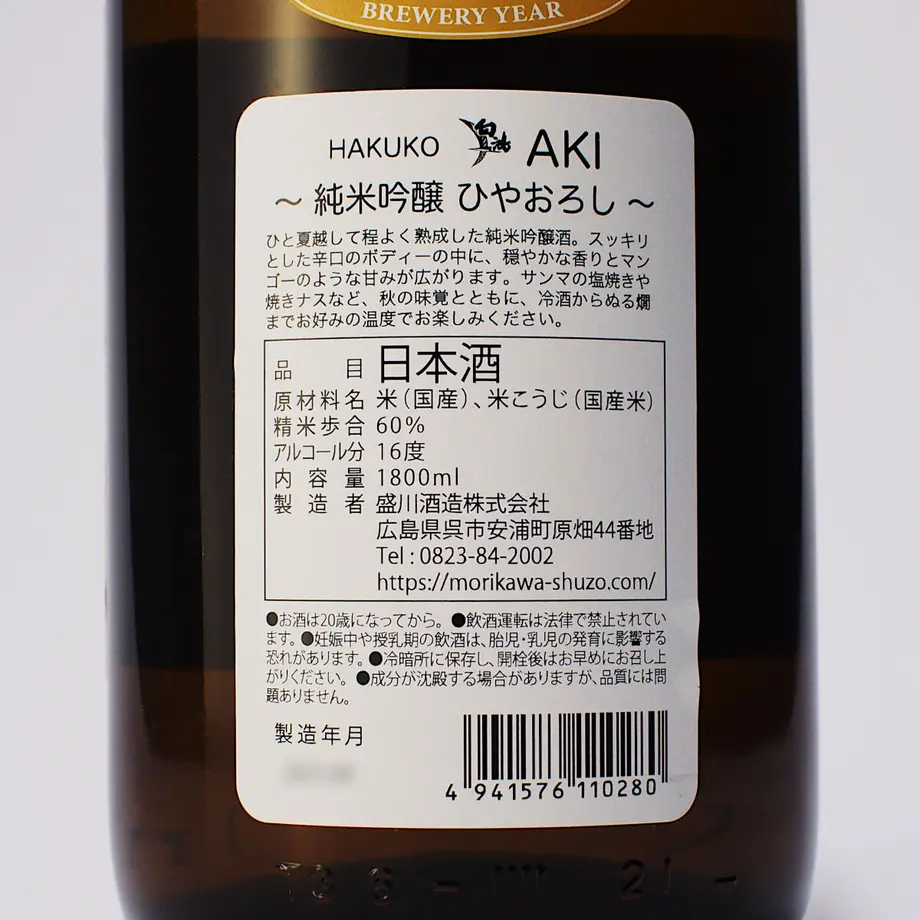 BREWERY YEAR
HAKUKO 白鴻 AKI
～ 純米吟醸 ひやおろし ～
ひと夏越して程よく熟成した純米吟醸酒。スッキリ
とした辛口のボディーの中に、穏やかな香りとマン
ゴーのような甘みが広がります。サンマの塩焼きや
焼きナスなど、秋の味覚とともに、冷酒からぬる燗
までお好みの温度でお楽しみください。
品目 日本酒
原材料名 米（国産）、米こうじ（国産米）
精米歩合 60%
アルコール分 16度
内容量 1800ml
製造者 盛川酒造株式会社
広島県呉市安浦町原畑44番地
Tel : 0823-84-2002
https://morikawa-shuzo.com/
●お酒は20歳になってから。●飲酒運転は法律で禁止されてい
ます。●妊娠中や授乳期の飲酒は、胎児・乳児の発育に影響する
恐れがあります。●冷暗所に保存し、開栓後はお早めにお召し上
がりください。●成分が沈殿する場合がありますが、品質には問
題ありません。
製造年月
4 941576 110280